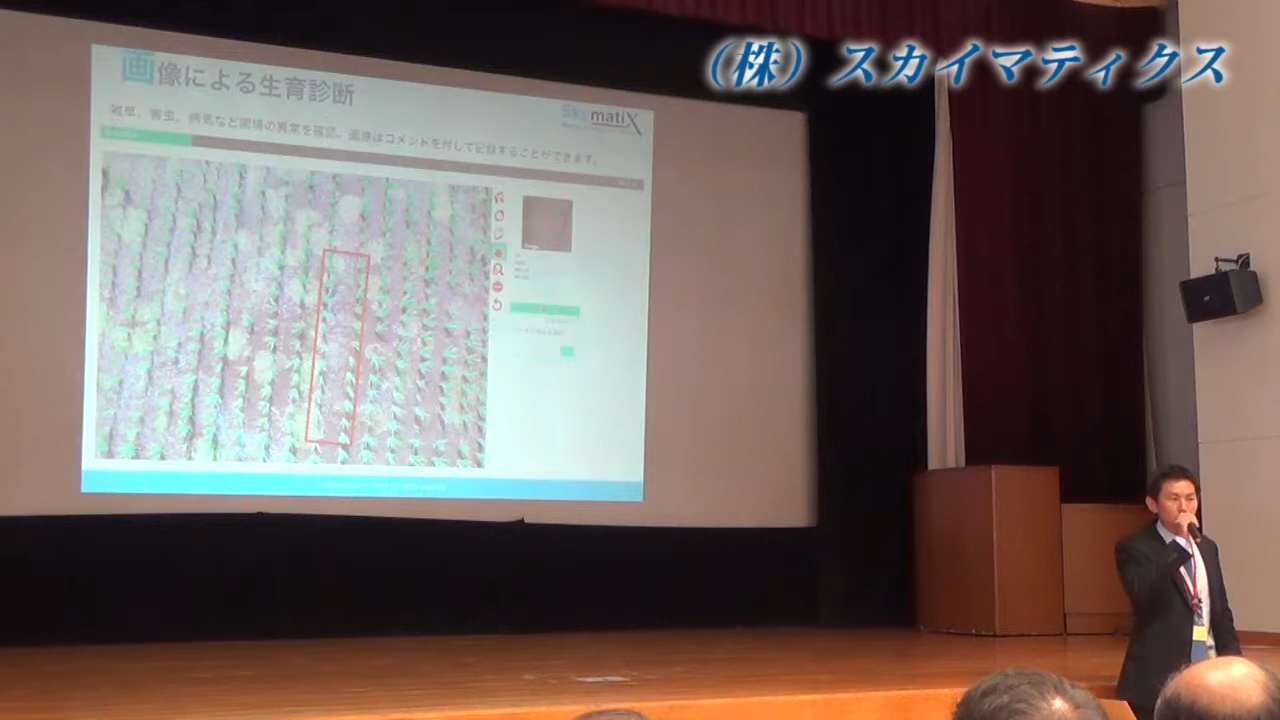 (株) スカイマティクス
画像による生育診断
SkymatiX
雑草、害虫、病気など圃場の異常を確認。画像はコメントを付して記録することができます。